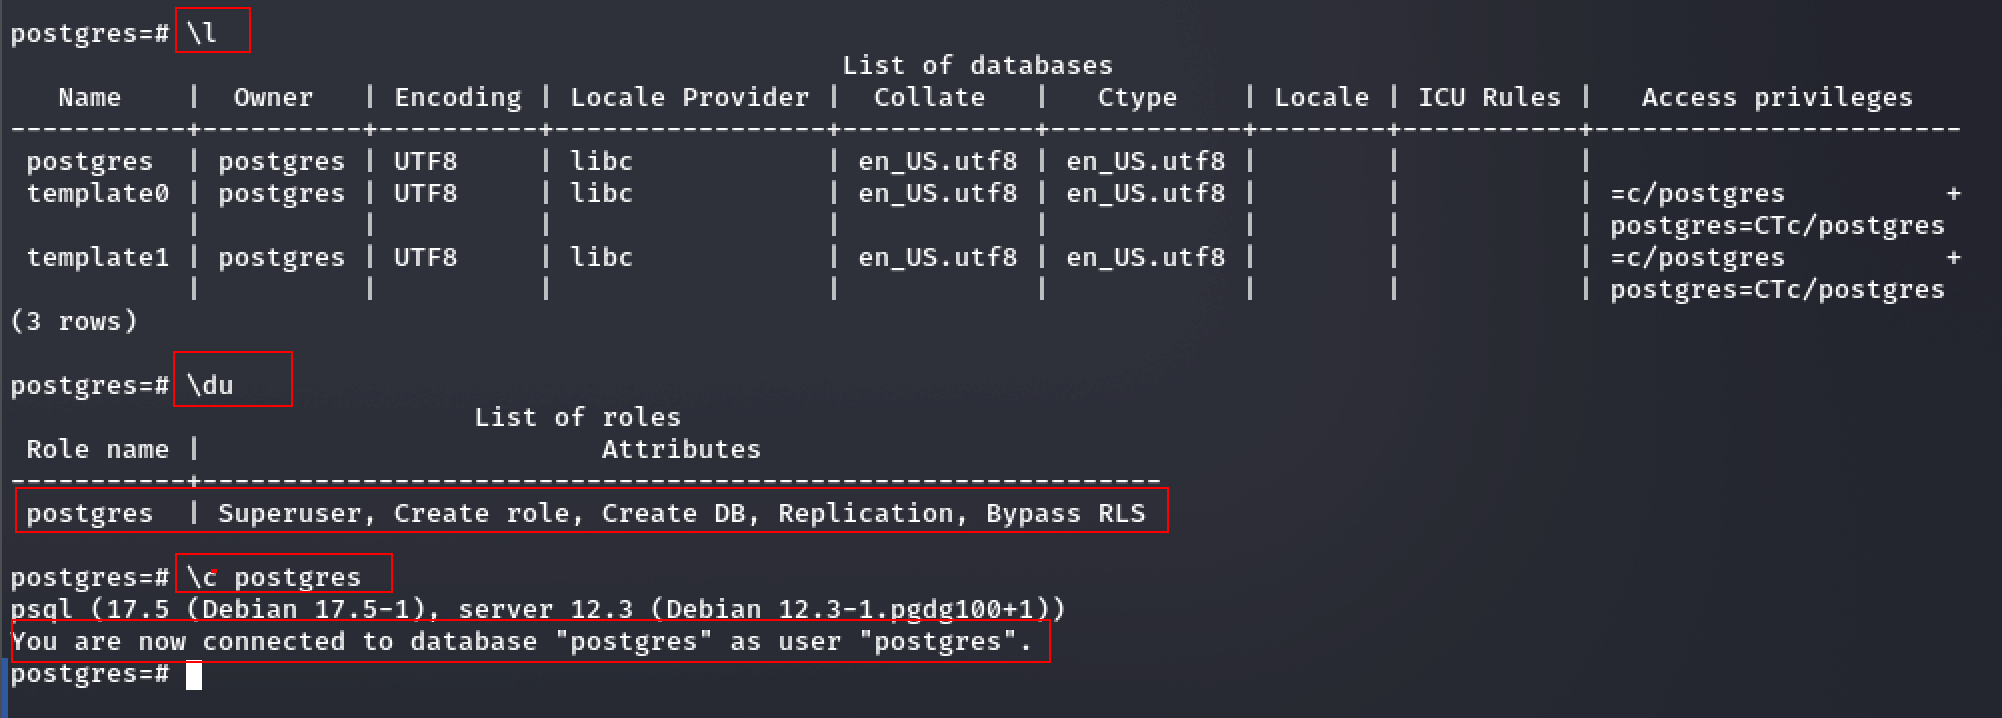 postgres=# \l
                                                    List of databases
   Name    |  Owner   | Encoding | Locale Provider |  Collate   |   Ctype    | Locale | ICU Rules |   Access privileges
-----------+----------+----------+-----------------+------------+------------+--------+-----------+-----------------------
 postgres  | postgres | UTF8     | libc            | en_US.utf8 | en_US.utf8 |        |           |
 template0 | postgres | UTF8     | libc            | en_US.utf8 | en_US.utf8 |        |           | =c/postgres          +
           |          |          |                 |            |            |        |           | postgres=CTc/postgres
 template1 | postgres | UTF8     | libc            | en_US.utf8 | en_US.utf8 |        |           | =c/postgres          +
           |          |          |                 |            |            |        |           | postgres=CTc/postgres
(3 rows)
postgres=# \du
                             List of roles
 Role name |                         Attributes
-----------+------------------------------------------------------------
 postgres  | Superuser, Create role, Create DB, Replication, Bypass RLS
postgres=# \c postgres
psql (17.5 (Debian 17.5-1), server 12.3 (Debian 12.3-1.pgdg100+1))
You are now connected to database "postgres" as user "postgres".
postgres=#